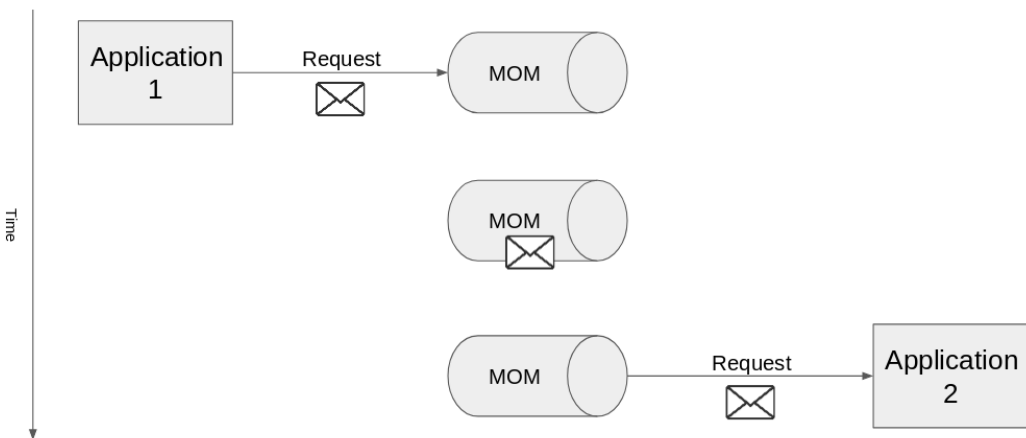 Application
1
Request
MOM
Time
MOM
MOM
Request
Application
2